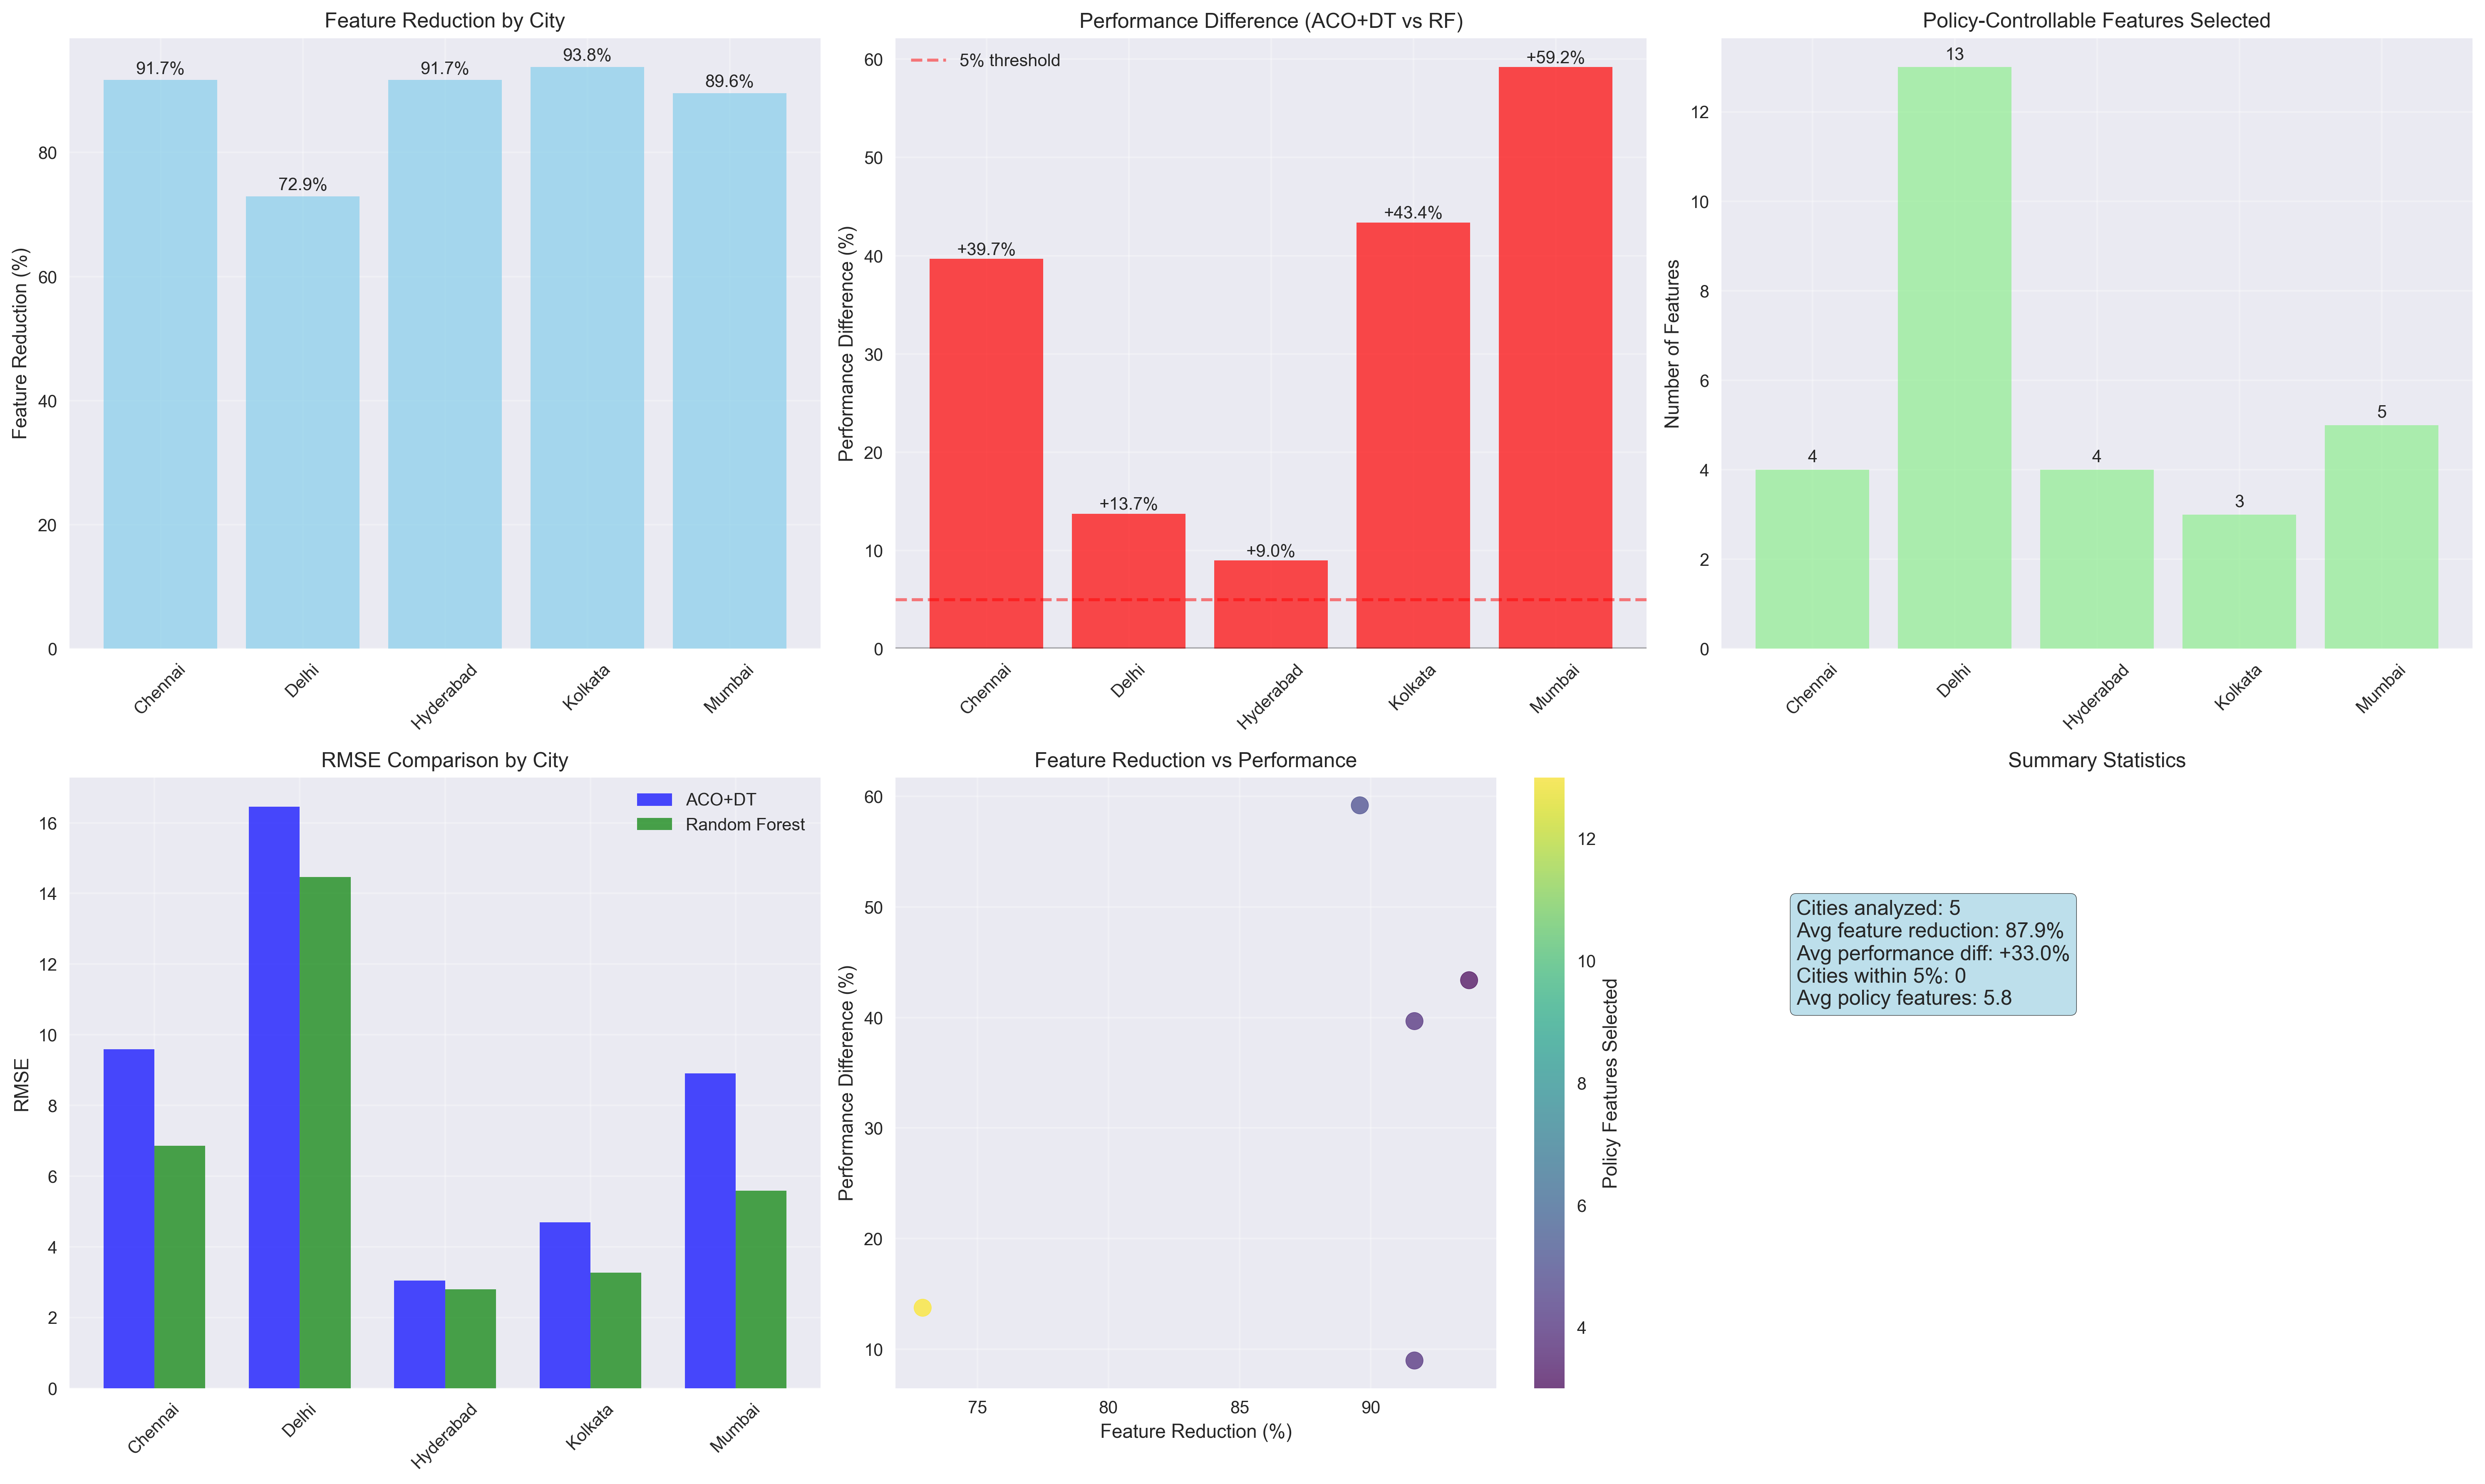 Feature Reduction by City
Feature Reduction (%)
80
60
40
20
0
91.7%
72.9%
91.7%
93.8%
89.6%
Chennai
Delhi
Hyderabad
Kolkata
Mumbai
Performance Difference (ACO+DT vs RF)
Performance Difference (%)
60
50
40
30
20
10
0
5% threshold
+39.7%
+13.7%
+9.0%
+43.4%
+59.2%
Chennai
Delhi
Hyderabad
Kolkata
Mumbai
Policy-Controllable Features Selected
Number of Features
12
10
8
6
4
2
0
4
13
4
3
5
Chennai
Delhi
Hyderabad
Kolkata
Mumbai
RMSE Comparison by City
RMSE
16
14
12
10
8
6
4
2
0
ACO+DT
Random Forest
Chennai
Delhi
Hyderabad
Kolkata
Mumbai
Feature Reduction vs Performance
Performance Difference (%)
60
50
40
30
20
10
75
80
85
90
Feature Reduction (%)
12
10
8
6
4
Policy Features Selected
Summary Statistics
Cities analyzed: 5
Avg feature reduction: 87.9%
Avg performance diff: +33.0%
Cities within 5%: 0
Avg policy features: 5.8